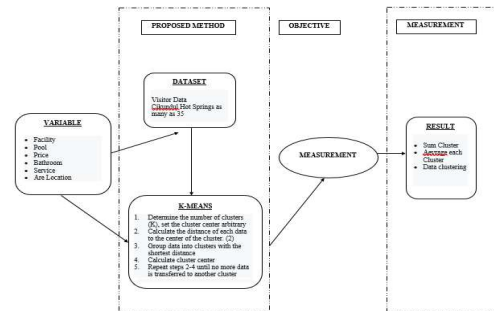 PROPOSED METHOD
OBJECTIVE
MEASUREMENT
DATASET
Visitor Data
Cikundul Hot Springs as
many as 35
VARIABLE
• Facility
• Pool
• Price
• Bathrooms
• Service
• Are Location
MEASUREMENT
RESULT
• Sum Cluster
• Aevrage each
Cluster
• Data clustering
K-MEANS
1. Determine the number of clusters
(K), set the cluster center arbitrary
2. Calculate the distance of each data
to the center of the cluster. (2)
3. Group data into clusters with the
shortest distance
4. Calculate cluster center
5. Repeat steps 2-4 until no more data
is transferred to another cluster